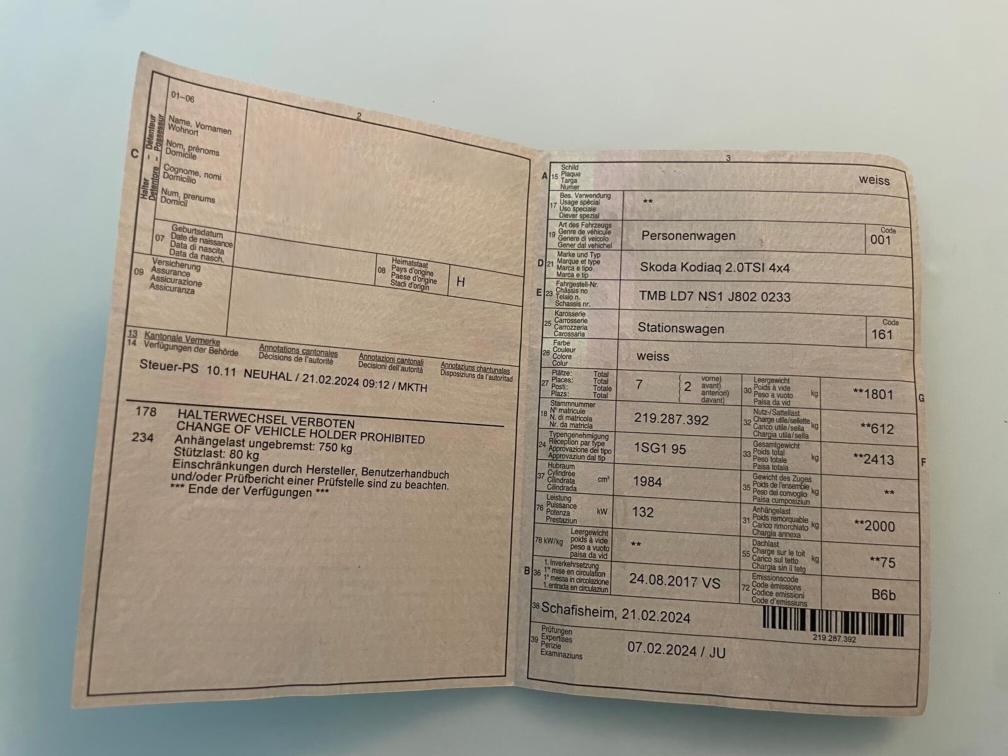 2
C
Halter - Détenteur
Detentore - Possessur
01–06
Name, Vornamen
Wohnort
Nom, prénoms
Domicile
Cognome, nomi
Domicilio
Num, prenums
Domicil
07
Geburtsdatum
Date de naissance
Data di nascita
Data da nasch.
08
Heimatstaat
Pays d'origine
Paese d'origine
Stadi d'origin
H
09
Versicherung
Assurance
Assicurazione
Assicuranza
13 Kantonale Vermerke
14 Verfügungen der Behörde
Annotations cantonales
Décisions de l'autorité
Annotazioni cantonali
Decisioni dell'autorità
Annotaziuns chantunalas
Disposiziuns da l'autoritad
Steuer-PS 10.11 NEUHAL / 21.02.2024 09:12 / MKTH
178 HALTERWECHSEL VERBOTEN
CHANGE OF VEHICLE HOLDER PROHIBITED
234 Anhängelast ungebremst: 750 kg
Stützlast: 80 kg
Einschränkungen durch Hersteller, Benutzerhandbuch
und/oder Prüfbericht einer Prüfstelle sind zu beachten.
*** Ende der Verfügungen ***
3
A 15
Schild
Plaque
Targa
Numer
weiss
17
Bes. Verwendung
Usage spécial
Uso speciale
Diever spezial
**
19
Art des Fahrzeugs
Genre de véhicule
Genere di veicolo
Gener dal vehichel
Personenwagen
Code
001
D 21
Marke und Typ
Marque et type
Marca e tipo
Marca e tip
Skoda Kodiaq 2.0TSI 4x4
E 23
Fahrgestell-Nr.
Châssis no
Telaio n.
Schassis nr.
TMB LD7 NS1 J802 0233
25
Karosserie
Carrosserie
Carrozzeria
Carossaria
Stationswagen
Code
161
26
Farbe
Couleur
Colore
Colur
weiss
27
Plätze: Total
Places: Total
Posti: Totale
Plazs: Total
7
2
vorne)
avant)
anteriori)
davant)
30
Leergewicht
Poids à vide
Peso a vuoto
Paisa da vid
kg
**1801
G
18
Stammnummer
N° matricule
N. di matricola
Nr. da matricla
219.287.392
32
Nutz-/Sattellast
Charge utile/sellette
Carico utile/sella
Chargia utila/sella
kg
**612
24
Typengenehmigung
Réception par type
Approvazione del tipo
Approvaziun dal tip
1SG1 95
33
Gesamtgewicht
Poids total
Peso totale
Paisa totala
kg
**2413
F
37
Hubraum
Cylindrée
Cilindrata
Cilindrada
cm³
1984
35
Gewicht des Zuges
Poids de l'ensemble
Peso del convoglio
Paisa cumposiziun
kg
**
76
Leistung
Puissance
Potenza
Prestaziun
kW
132
31
Anhängelast
Poids remorquable
Carico rimorchiato
Chargia annexa
kg
**2000
78 kW/kg
Leergewicht
poids à vide
peso a vuoto
paisa da vid
**
55
Dachlast
Charge sur le toit
Carico sul tetto
Chargia sin il tetg
kg
**75
B 36
1. Inverkehrsetzung
1re mise en circulation
1a messa in circolazione
1. entrada en circulaziun
24.08.2017 VS
72
Emissionscode
Code émissions
Codice emissioni
Code d'emissiuns
B6b
38 Schafisheim, 21.02.2024
219.287.392
39
Prüfungen
Expertises
Perizie
Examinaziuns
07.02.2024 / JU